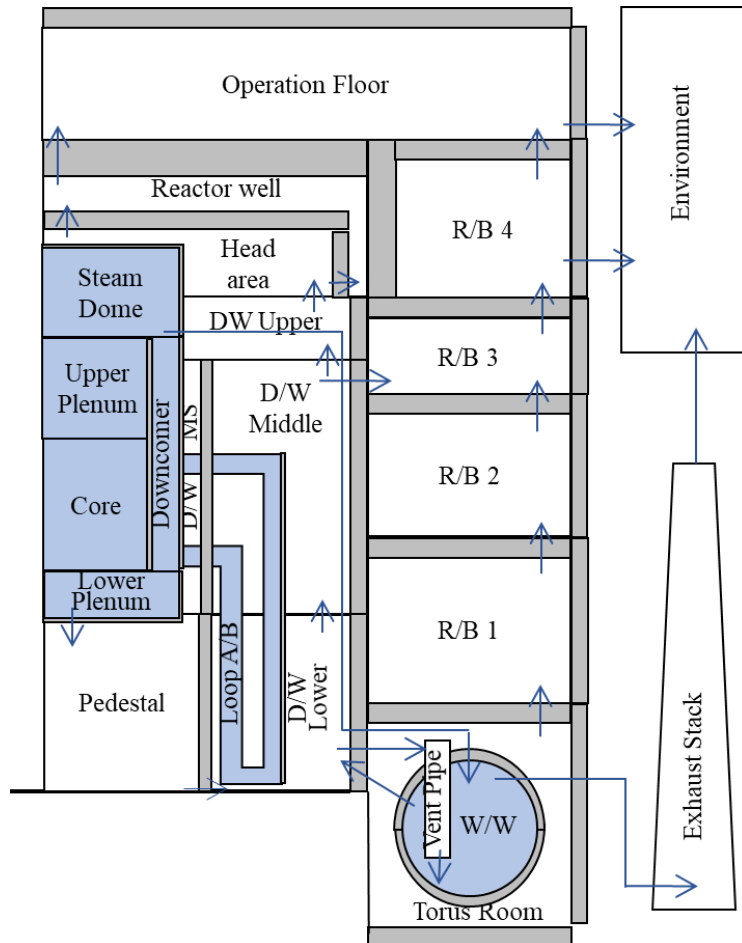 Operation Floor
Environment
Reactor well
R/B 4
Head
area
Steam
Dome
DW Upper
R/B 3
Upper
Plenum
D/W
Middle
D/W MS
Downcomer
R/B 2
Core
Lower
Plenum
R/B 1
Loop A/B
D/W
Lower
Pedestal
Exhaust Stack
Vent Pipe
W/W
Torus Room